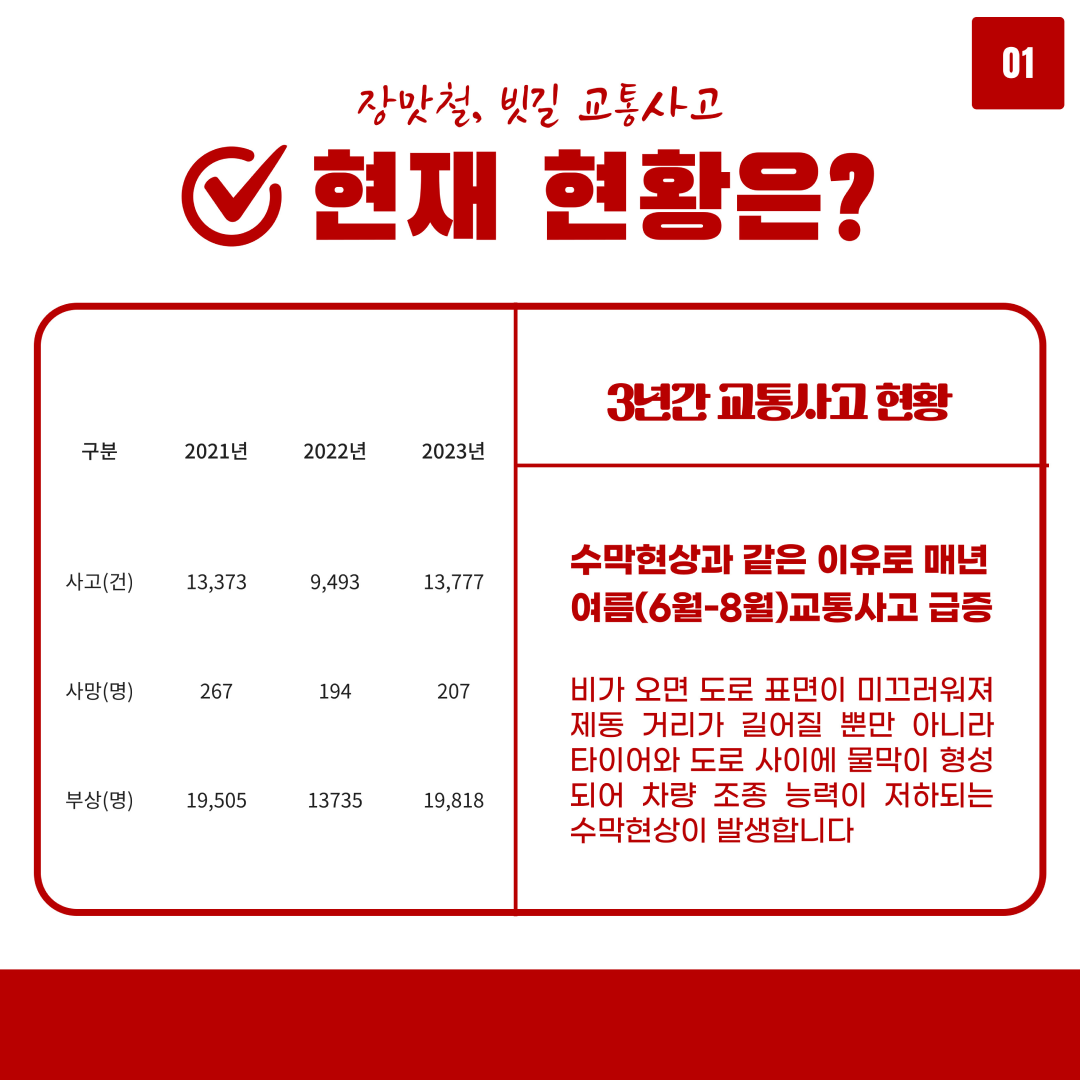 01
장맛철, 빗길 교통사고
현재 현황은?
구분 2021년 2022년 2023년
사고(건) 13,373 9,493 13,777
사망(명) 267 194 207
부상(명) 19,505 13735 19,818
3년간 교통사고 현황
수막현상과 같은 이유로 매년
여름(6월-8월)교통사고 급증
비가 오면 도로 표면이 미끄러워져
제동 거리가 길어질 뿐만 아니라
타이어와 도로 사이에 물막이 형성
되어 차량 조종 능력이 저하되는
수막현상이 발생합니다